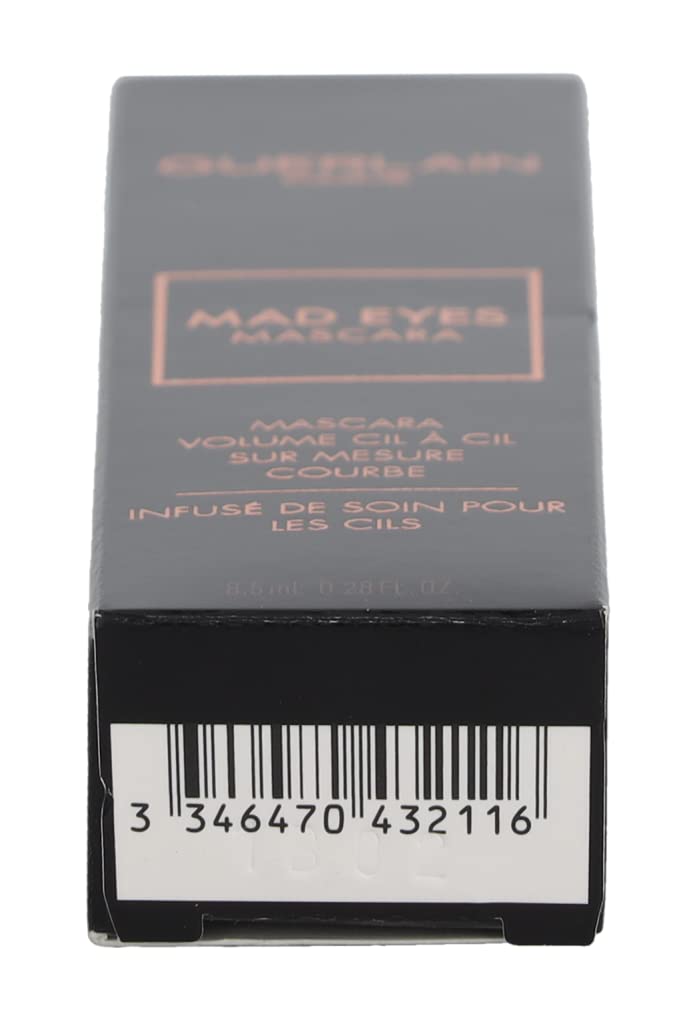 GUERLAIN
PARIS
MAD EYES
MASCARA
MASCARA
VOLUME CIL À CIL
SUR MESURE
COURBE
INFUSÉ DE SOIN POUR
LES CILS
8.5 mL 0.28 FL. OZ.
3 346470 432116